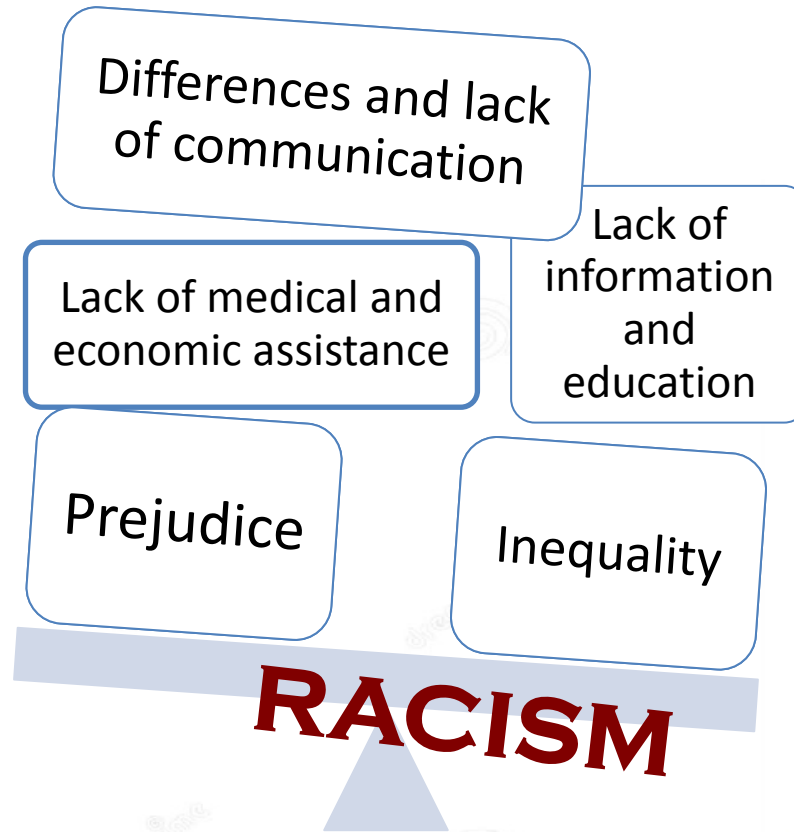 Differences and lack
of communication
Lack of
information
and
education
Lack of medical and
economic assistance
Prejudice
Inequality
RACISM